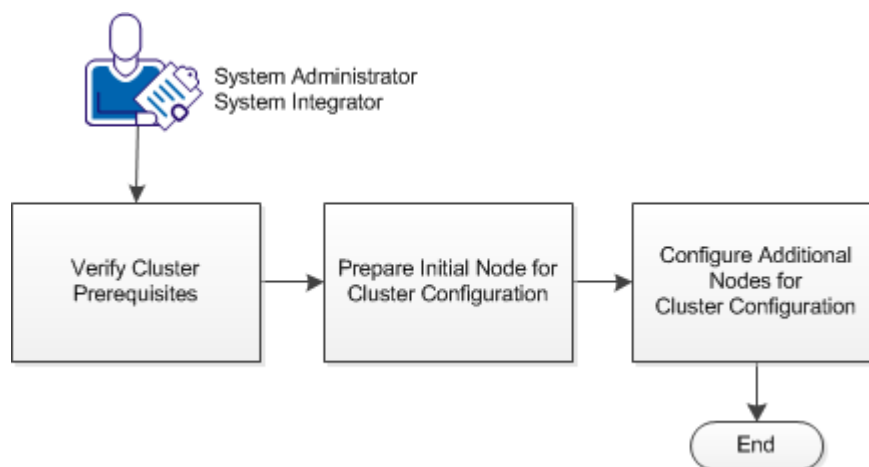 System Administrator
System Integrator
Verify Cluster
Prerequisites
Prepare Initial Node for
Cluster Configuration
Configure Additional
Nodes for
Cluster Configuration
End